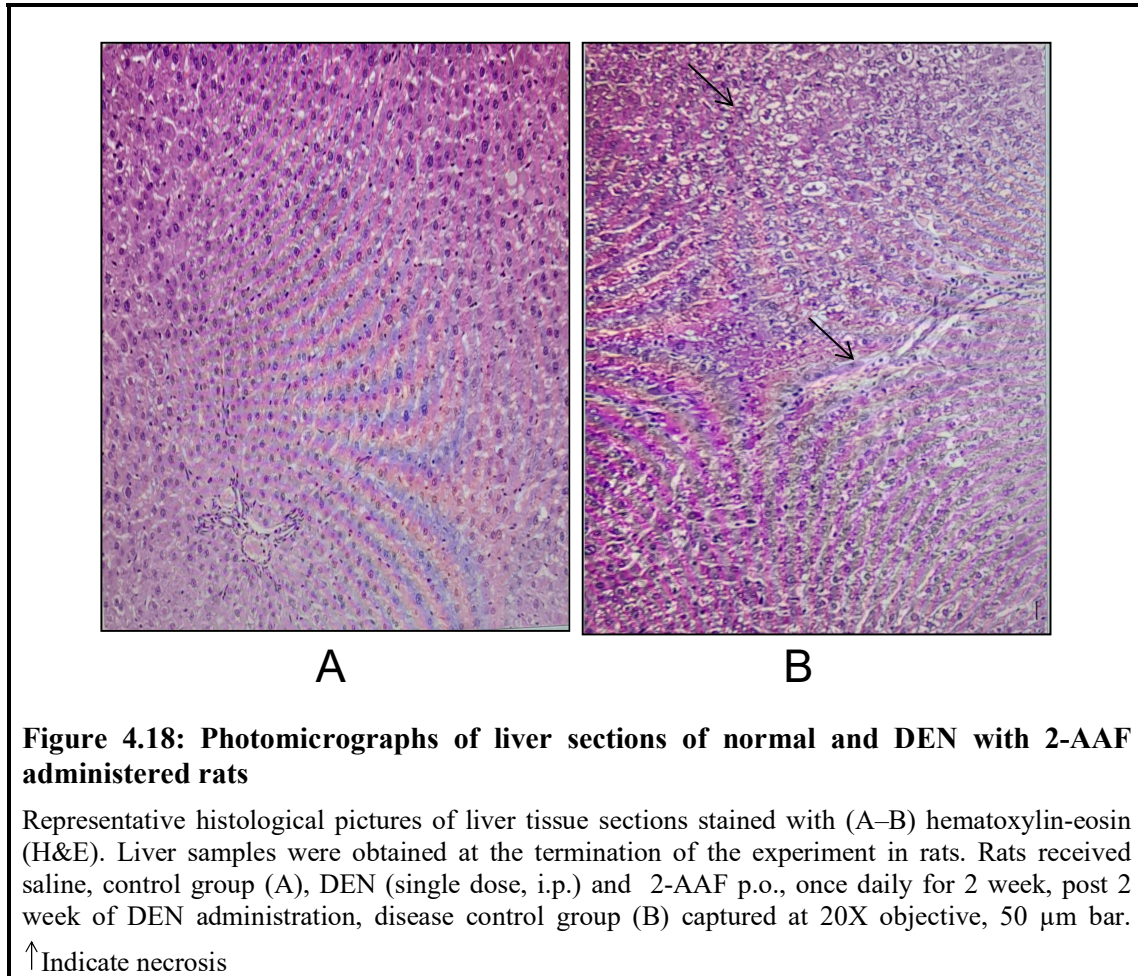 A
B
Figure 4.18: Photomicrographs of liver sections of normal and DEN with 2-AAF
administered rats
Representative histological pictures of liver tissue sections stained with (A–B) hematoxylin-eosin
(H&E). Liver samples were obtained at the termination of the experiment in rats. Rats received
saline, control group (A), DEN (single dose, i.p.) and 2-AAF p.o., once daily for 2 week, post 2
week of DEN administration, disease control group (B) captured at 20X objective, 50 µm bar.
↑Indicate necrosis